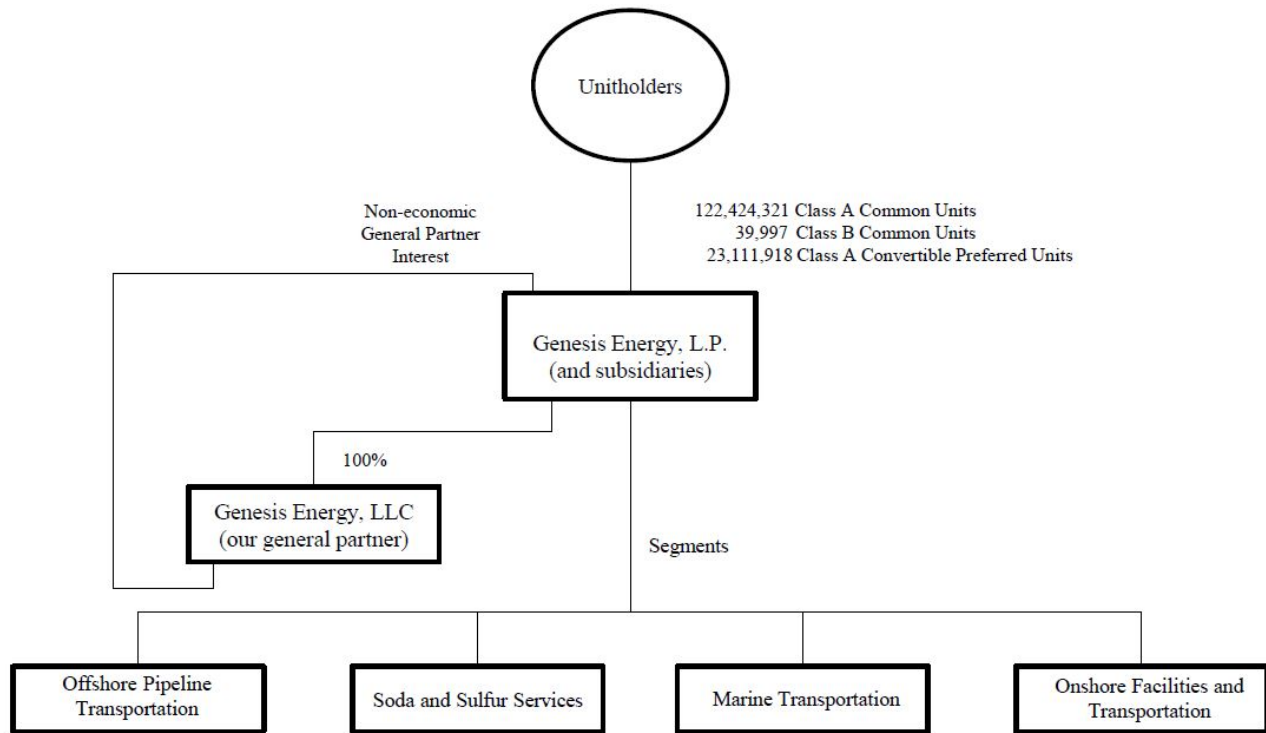 Unitholders
Non-economic
General Partner
Interest
122,424,321 Class A Common Units
39,997 Class B Common Units
23,111,918 Class A Convertible Preferred Units
Genesis Energy, L.P.
(and subsidiaries)
100%
Genesis Energy, LLC
(our general partner)
Segments
Offshore Pipeline
Transportation
Soda and Sulfur Services
Marine Transportation
Onshore Facilities and
Transportation